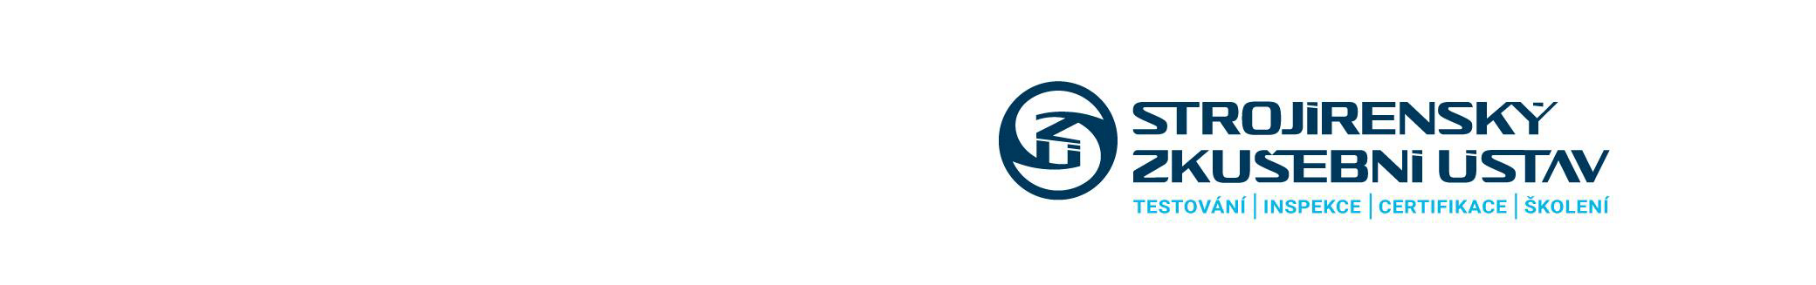 STROJÍRENSKÝ
ZKUŠEBNÍ ÚSTAV
TESTOVÁNÍ | INSPEKCE | CERTIFIKACE | ŠKOLENÍ